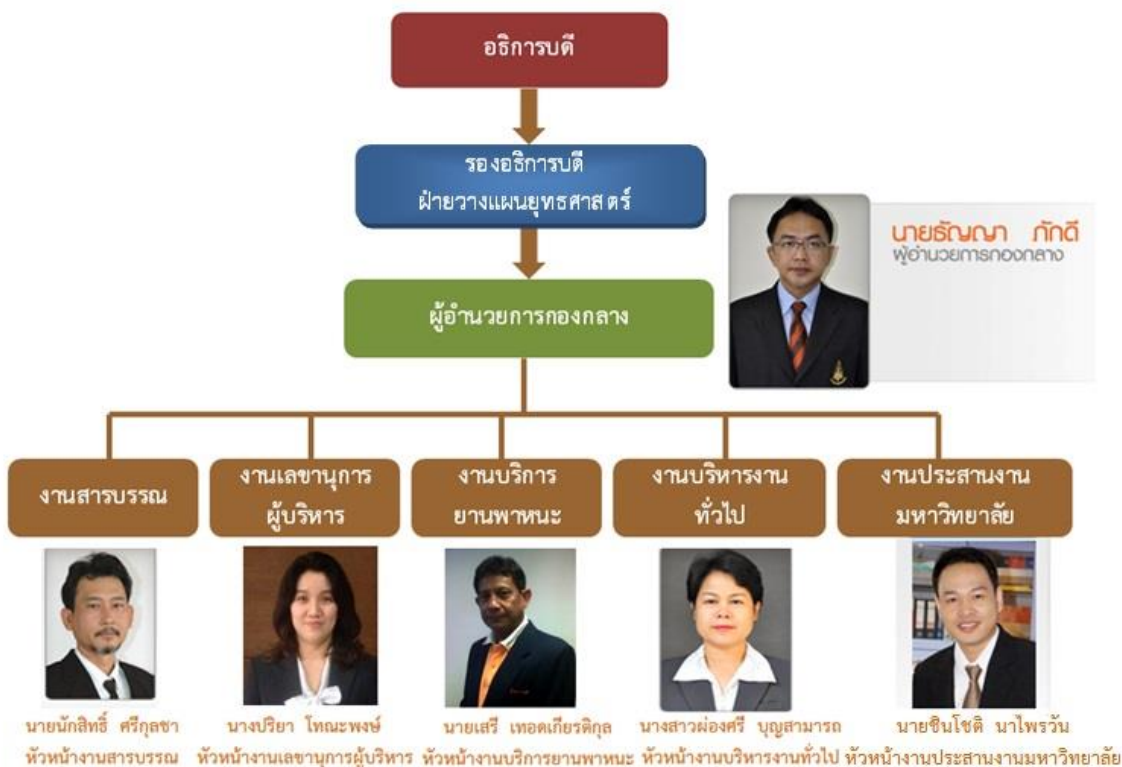 อธิการบดี
รองอธิการบดี
ฝ่ายวางแผนยุทธศาสตร์
นายธัญญา ภักดี
ผู้อำนวยการกองกลาง
ผู้อำนวยการกองกลาง
งานสารบรรณ
งานเลขานุการ
ผู้บริหาร
งานบริการ
ยานพาหนะ
งานบริหารงาน
ทั่วไป
งานประสานงาน
มหาวิทยาลัย
นายนักสิทธิ์ ศรีกุลชา
หัวหน้างานสารบรรณ
นางปริยา โทณะพงษ์
หัวหน้างานเลขานุการผู้บริหาร
นายเสรี เทอดเกียรติกุล
หัวหน้างานบริการยานพาหนะ
นางสาวผ่องศรี บุญสามารถ
หัวหน้างานบริหารงานทั่วไป
นายชินโชติ นาไพรวัน
หัวหน้างานประสานงานมหาวิทยาลัย